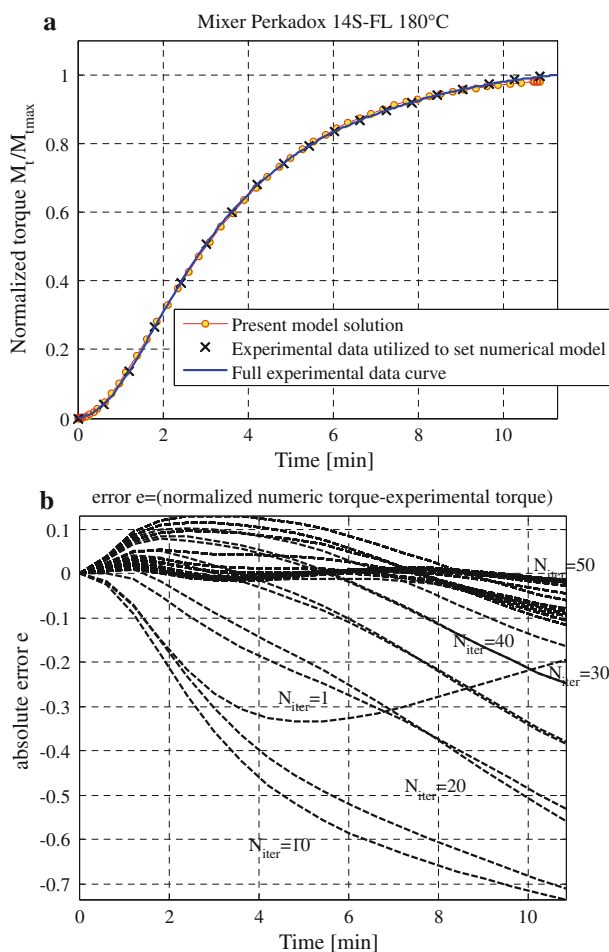 a
Mixer Perkadox 14S-FL 180°C
Normalized torque M_t/M_tmax
1
0.8
0.6
0.4
0.2
0
Present model solution
Experimental data utilized to set numerical model
Full experimental data curve
0 2 4 6 8 10
Time [min]
b
error e=(normalized numeric torque-experimental torque)
absolute error e
0.1
0
-0.1
-0.2
-0.3
-0.4
-0.5
-0.6
-0.7
N_iter=50
N_iter=40
N_iter=30
N_iter=1
N_iter=20
N_iter=10
0 2 4 6 8 10
Time [min]